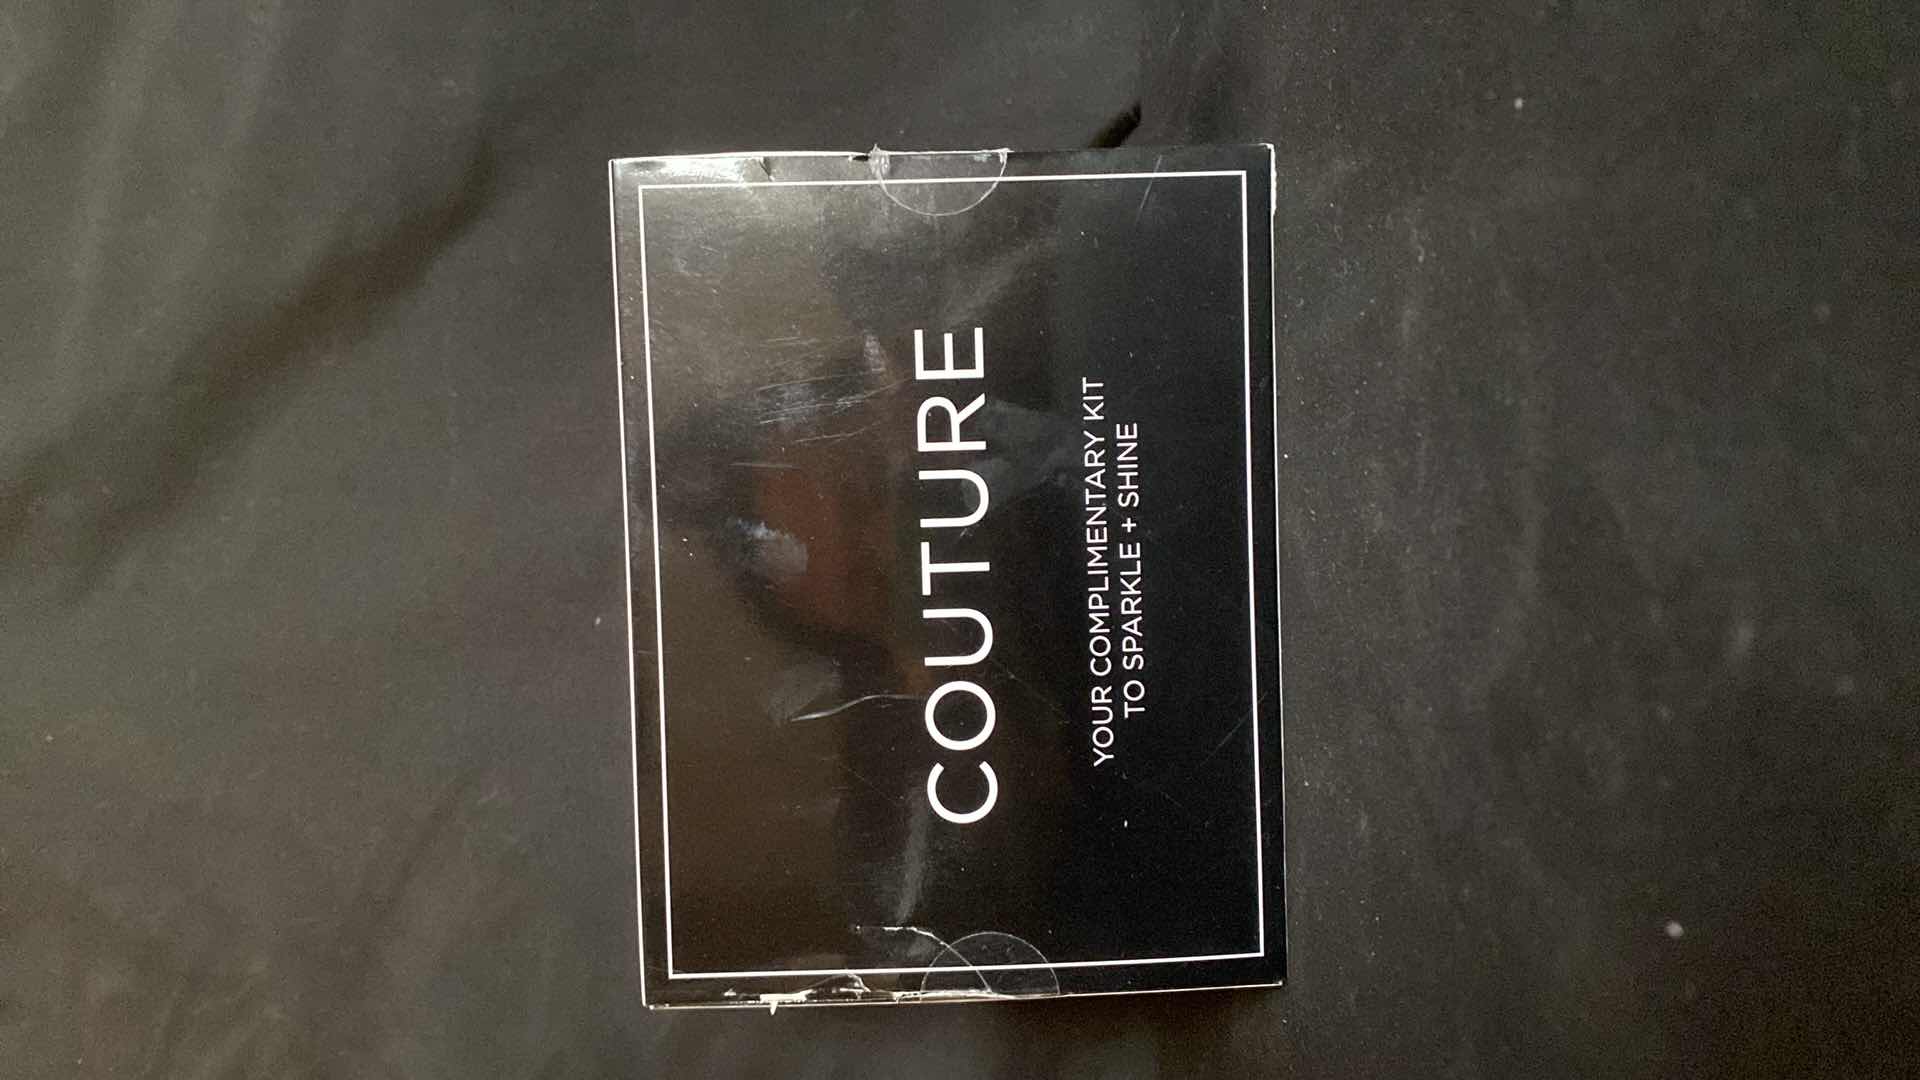 COUTURE
YOUR COMPLIMENTARY KIT
TO SPARKLE + SHINE